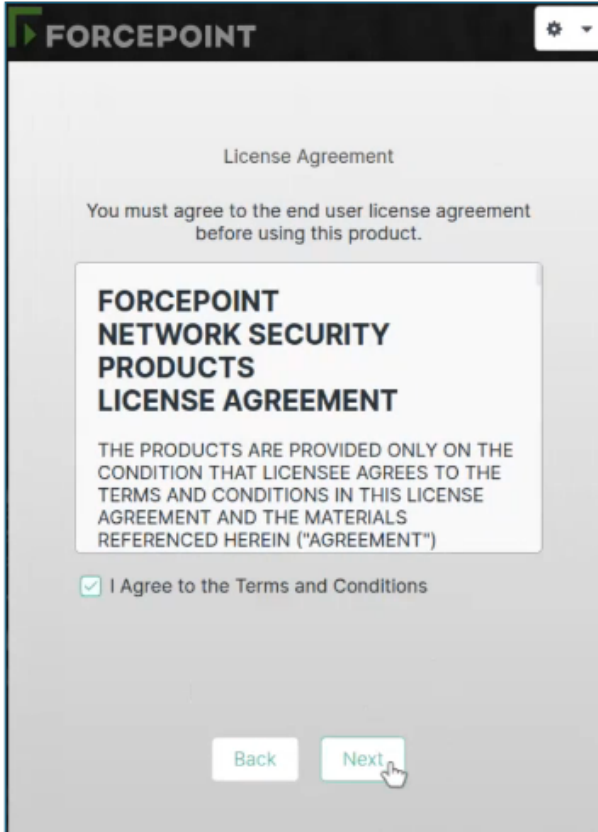 FORCEPOINT
License Agreement
You must agree to the end user license agreement
before using this product.
FORCEPOINT
NETWORK SECURITY
PRODUCTS
LICENSE AGREEMENT
THE PRODUCTS ARE PROVIDED ONLY ON THE
CONDITION THAT LICENSEE AGREES TO THE
TERMS AND CONDITIONS IN THIS LICENSE
AGREEMENT AND THE MATERIALS
REFERENCED HEREIN ("AGREEMENT")
I Agree to the Terms and Conditions
Back Next